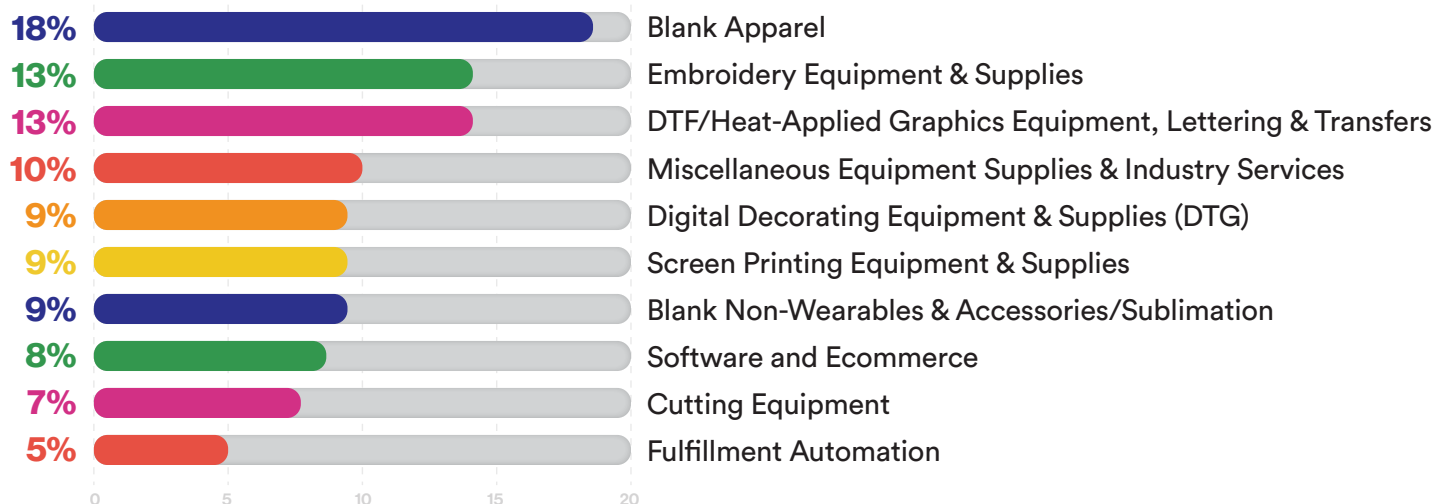 18% Blank Apparel
13% Embroidery Equipment & Supplies
13% DTF/Heat-Applied Graphics Equipment, Lettering & Transfers
10% Miscellaneous Equipment Supplies & Industry Services
9% Digital Decorating Equipment & Supplies (DTG)
9% Screen Printing Equipment & Supplies
9% Blank Non-Wearables & Accessories/Sublimation
8% Software and Ecommerce
7% Cutting Equipment
5% Fulfillment Automation
0 5 10 15 20